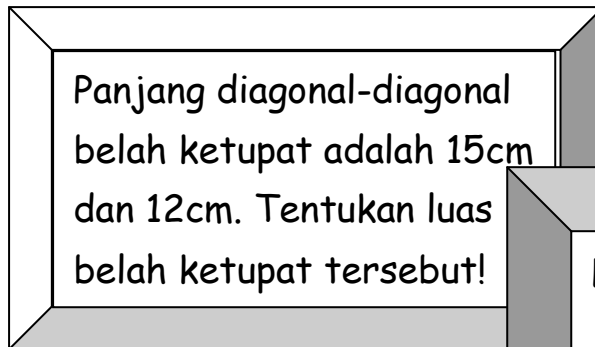 Panjang diagonal-diagonal
belah ketupat adalah 15cm
dan 12cm. Tentukan luas
belah ketupat tersebut!